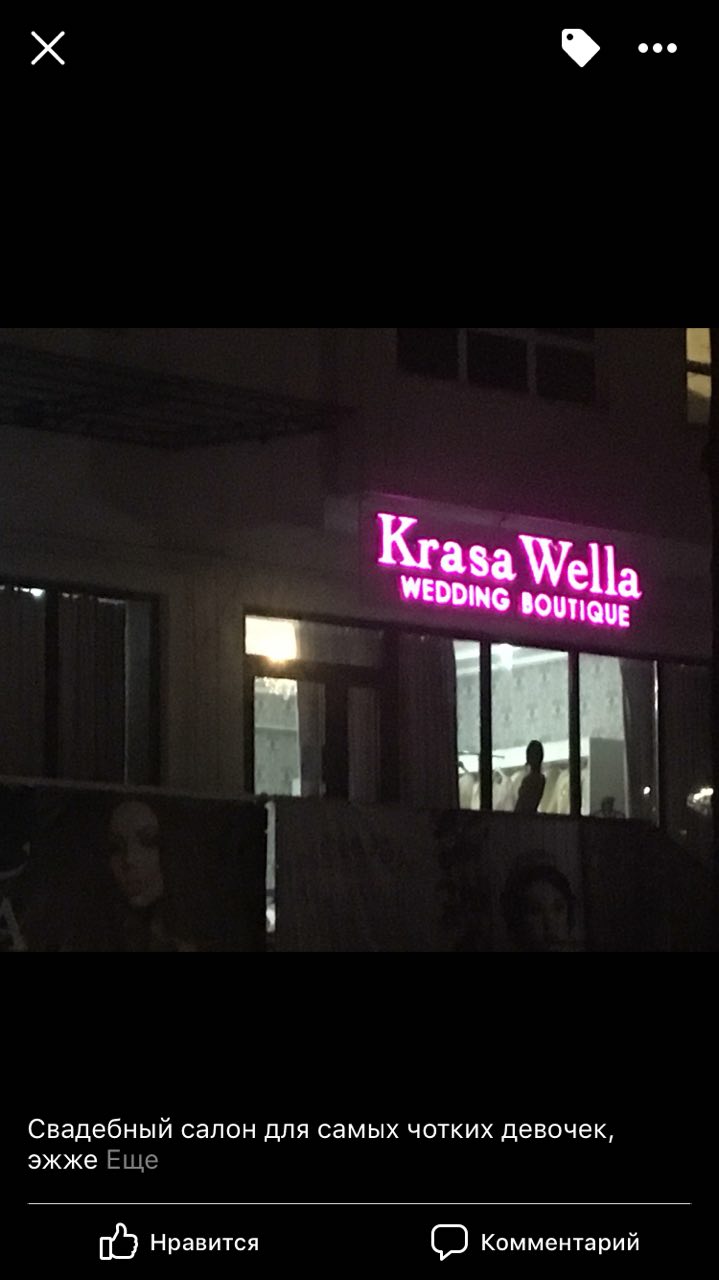 Krasa Wella
WEDDING BOUTIQUE
Свадебный салон для самых чотких девочек,
эжже Еще
Нравится
Комментарий